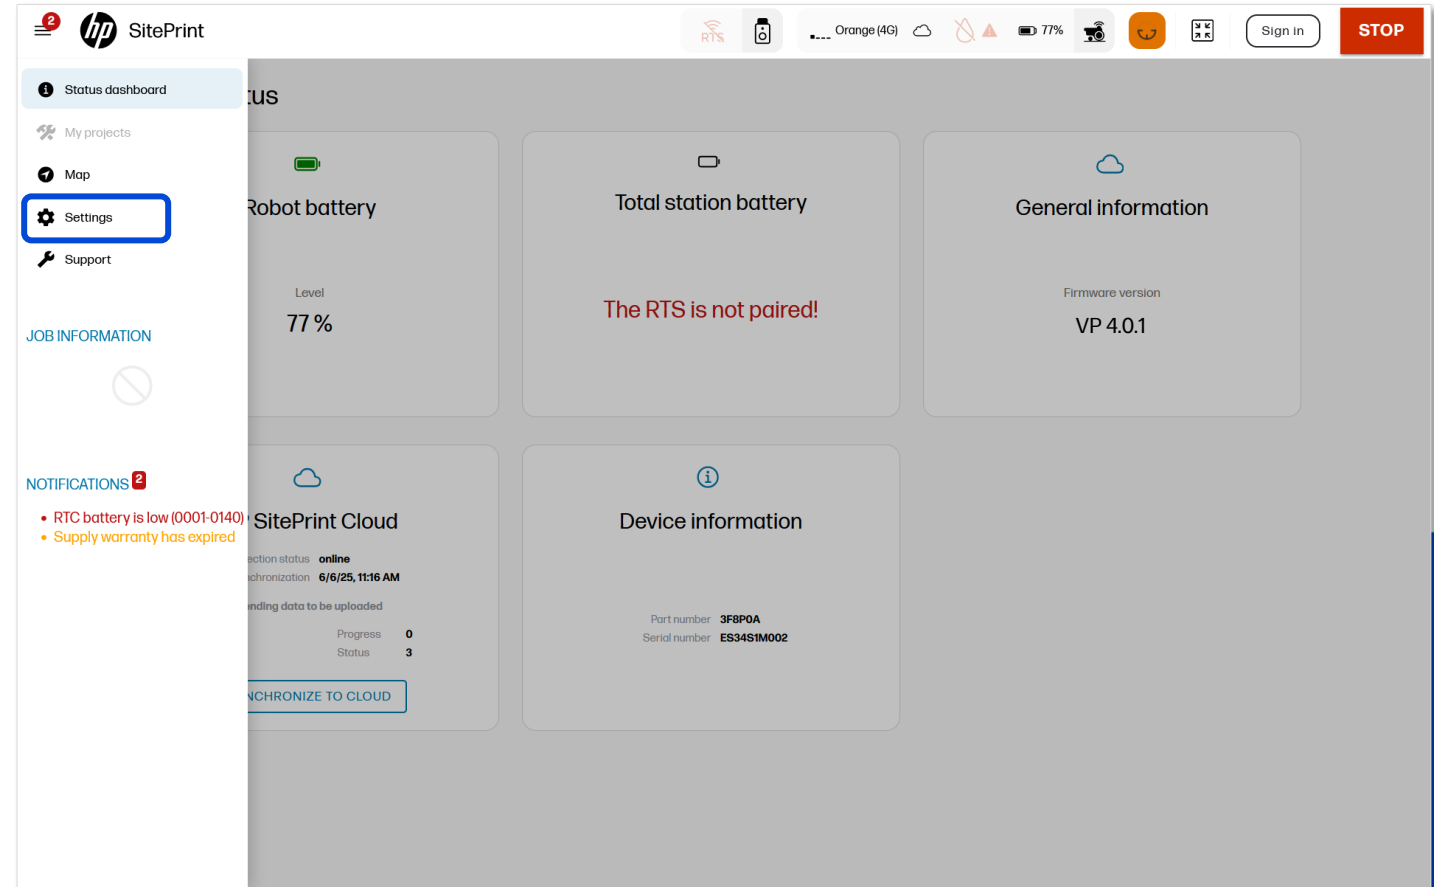 2
hp SitePrint
RTS
Orange (4G)
77%
Sign in
STOP
Status dashboard
My projects
Map
Settings
Support
JOB INFORMATION
NOTIFICATIONS 2
RTC battery is low (0001-0140)
Supply warranty has expired
tus
Robot battery
Level
77 %
Total station battery
The RTS is not paired!
General information
Firmware version
VP 4.0.1
SitePrint Cloud
ection status online
chronization 6/6/25, 11:16 AM
nding data to be uploaded
Progress 0
Status 3
NCHRONIZE TO CLOUD
Device information
Part number 3F8P0A
Serial number ES34S1M002